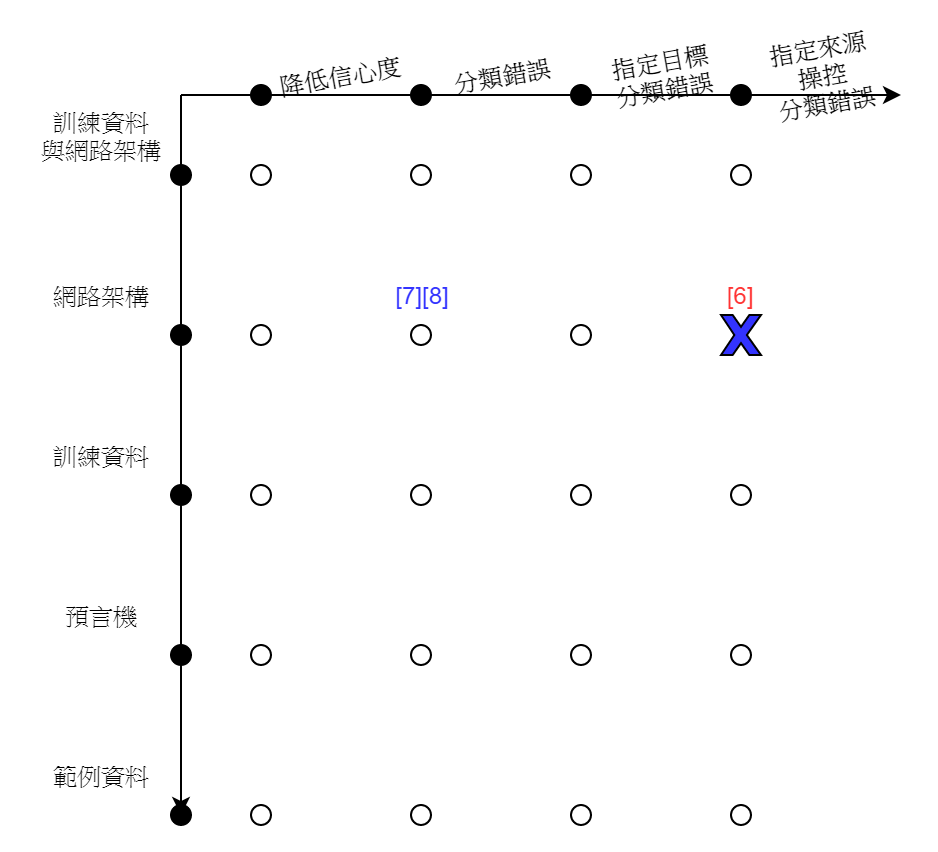 降低信心度
分類錯誤
指定目標
分類錯誤
指定來源
操控
分類錯誤
訓練資料
與網路架構
網路架構
[7][8]
[6]
X
訓練資料
預言機
範例資料